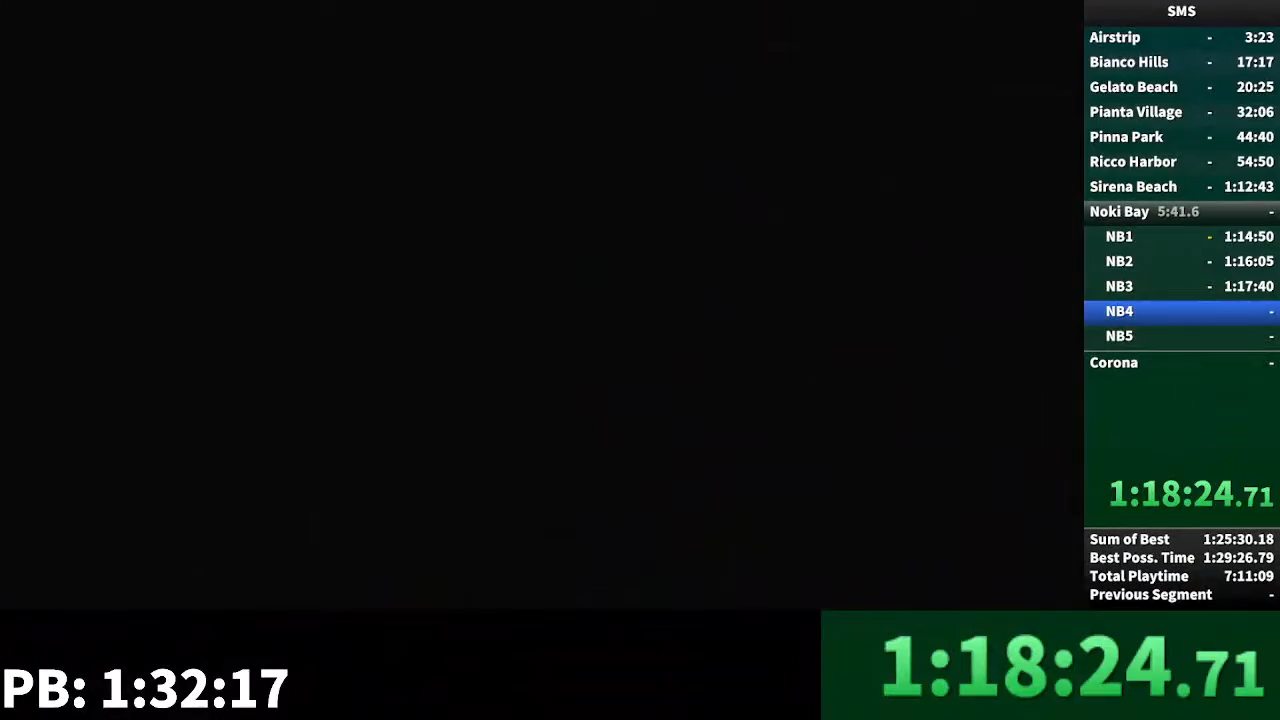 SMS
Airstrip - 3:23
Bianco Hills - 17:17
Gelato Beach - 20:25
Pianta Village - 32:06
Pinna Park - 44:40
Ricco Harbor - 54:50
Sirena Beach - 1:12:43
Noki Bay 5:41.6 -
NB1 - 1:14:50
NB2 - 1:16:05
NB3 - 1:17:40
NB4 -
NB5 -
Corona -
1:18:24.71
Sum of Best 1:25:30.18
Best Poss. Time 1:29:26.79
Total Playtime 7:11:09
Previous Segment -
PB: 1:32:17
1:18:24.71